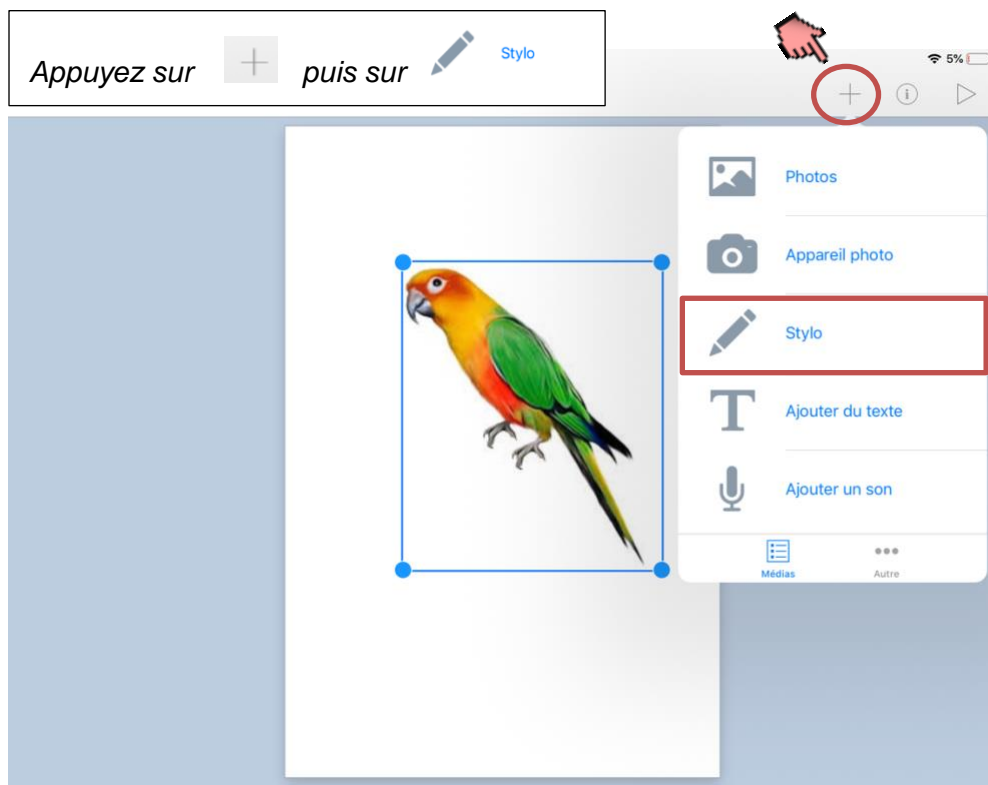 Appuyez sur + puis sur Stylo
5%
Photos
Appareil photo
Stylo
Ajouter du texte
Ajouter un son
Médias Autre